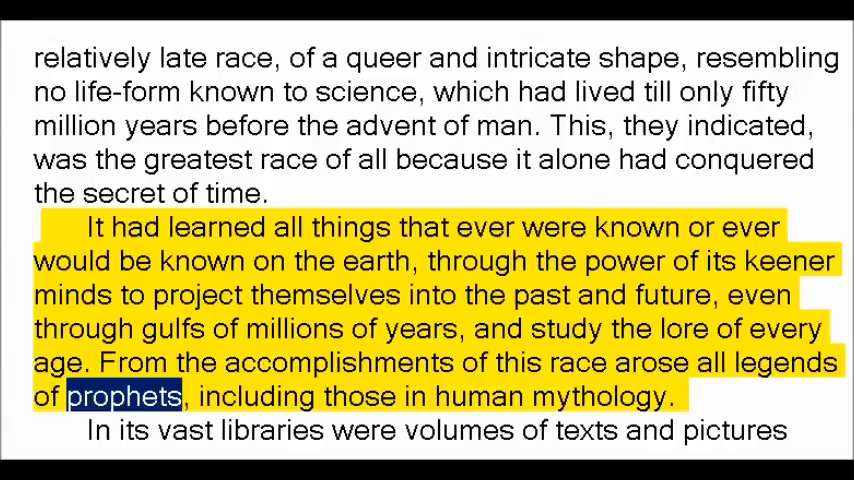 relatively late race, of a queer and intricate shape, resembling
no life-form known to science, which had lived till only fifty
million years before the advent of man. This, they indicated,
was the greatest race of all because it alone had conquered
the secret of time.
It had learned all things that ever were known or ever
would be known on the earth, through the power of its keener
minds to project themselves into the past and future, even
through gulfs of millions of years, and study the lore of every
age. From the accomplishments of this race arose all legends
of prophets, including those in human mythology.
In its vast libraries were volumes of texts and pictures